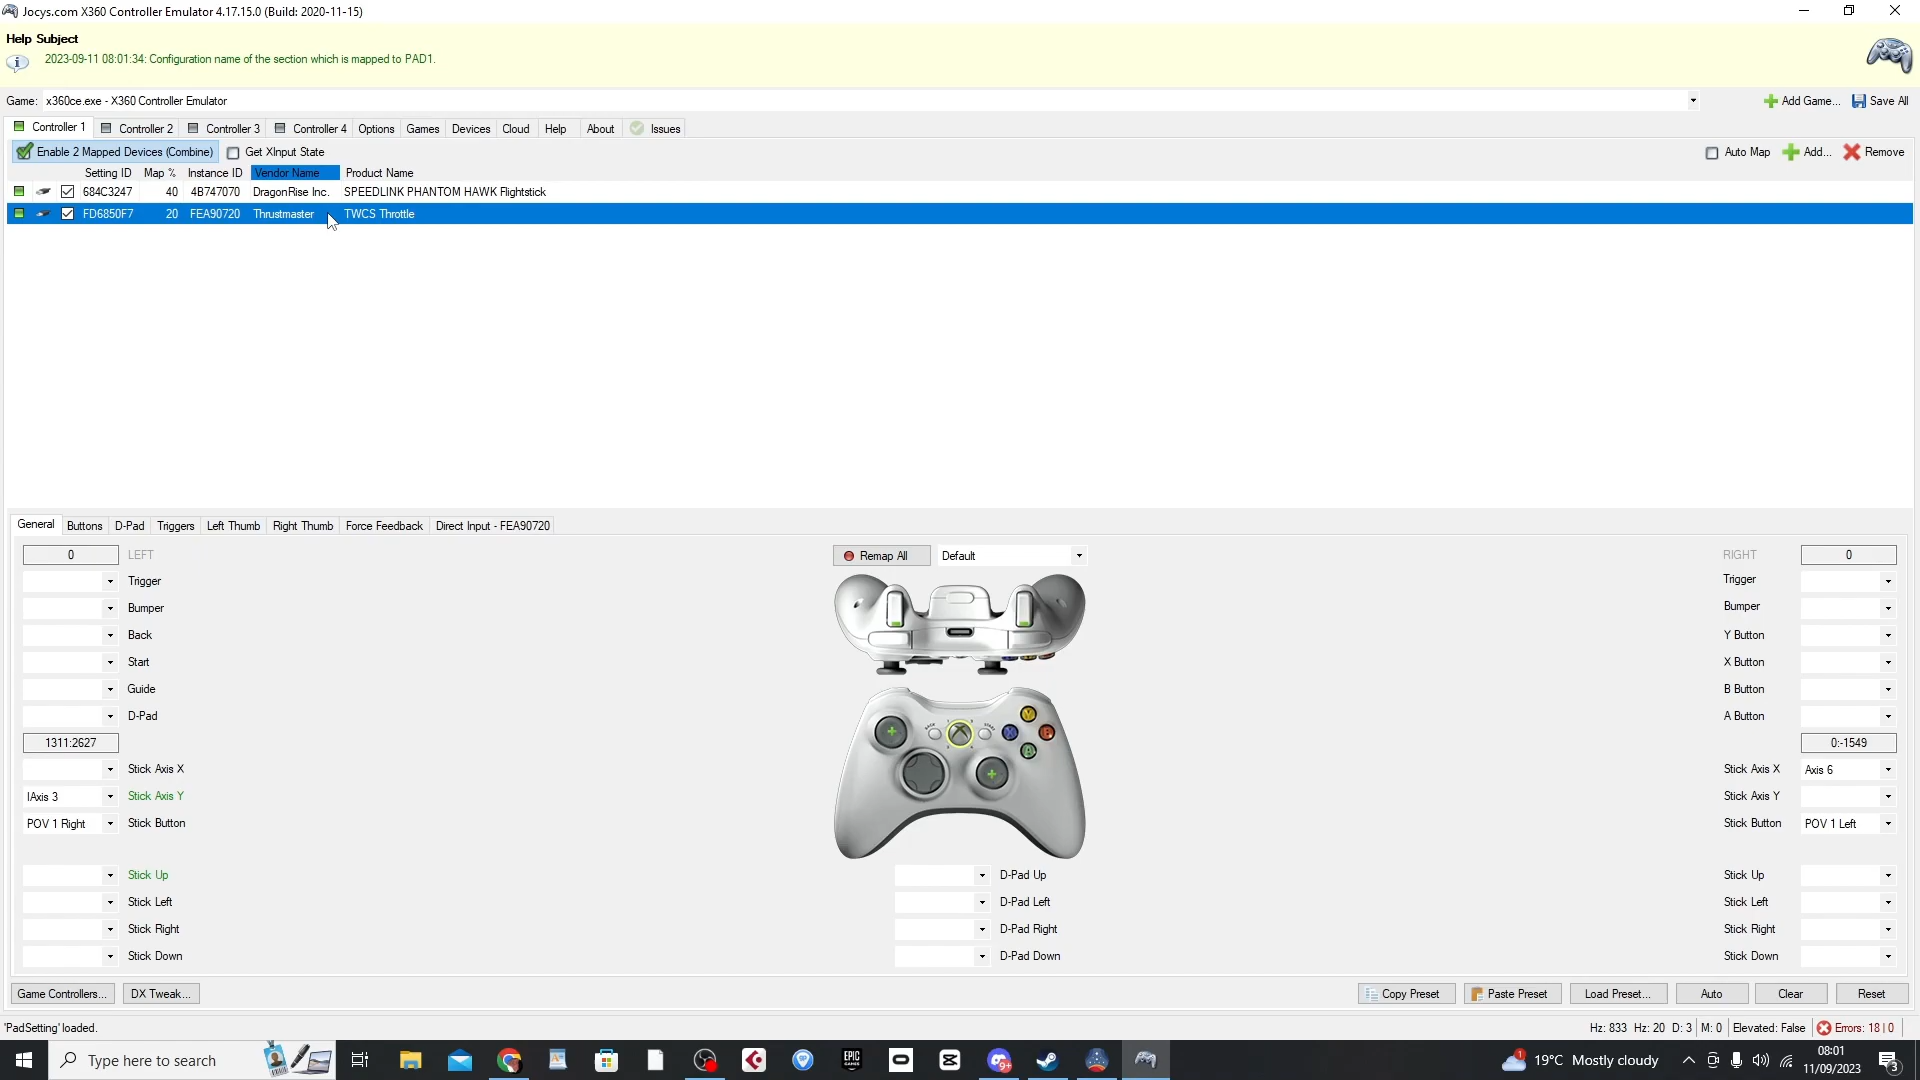 Jocys.com X360 Controller Emulator 4.17.15.0 (Build: 2020-11-15)
Help Subject
2023-09-11 08:01:34: Configuration name of the section which is mapped to PAD1.
Game: x360ce.exe - X360 Controller Emulator Add Game... Save All
Controller 1 Controller 2 Controller 3 Controller 4 Options Games Devices Cloud Help About Issues
Enable 2 Mapped Devices (Combine) Get XInput State Auto Map Add... Remove
Setting ID Map % Instance ID Vendor Name Product Name
684C3247 40 4B747070 DragonRise Inc. SPEEDLINK PHANTOM HAWK Flightstick
FD6850F7 20 FEA90720 Thrustmaster TWCS Throttle
General Buttons D-Pad Triggers Left Thumb Right Thumb Force Feedback Direct Input - FEA90720
0 LEFT Remap All Default RIGHT 0
Trigger Trigger
Bumper Bumper
Back Y Button
Start X Button
Guide B Button
D-Pad A Button
1311:2627 0:-1549
Stick Axis X Stick Axis X Axis 6
IAxis 3 Stick Axis Y Stick Axis Y
POV 1 Right Stick Button Stick Button POV 1 Left
Stick Up D-Pad Up Stick Up
Stick Left D-Pad Left Stick Left
Stick Right D-Pad Right Stick Right
Stick Down D-Pad Down Stick Down
Game Controllers... DX Tweak... Copy Preset Paste Preset Load Preset... Auto Clear Reset
'PadSetting' loaded. Hz: 833 Hz: 20 D: 3 M: 0 Elevated: False Errors: 18 | 0
Type here to search 19°C Mostly cloudy 08:01
11/09/2023